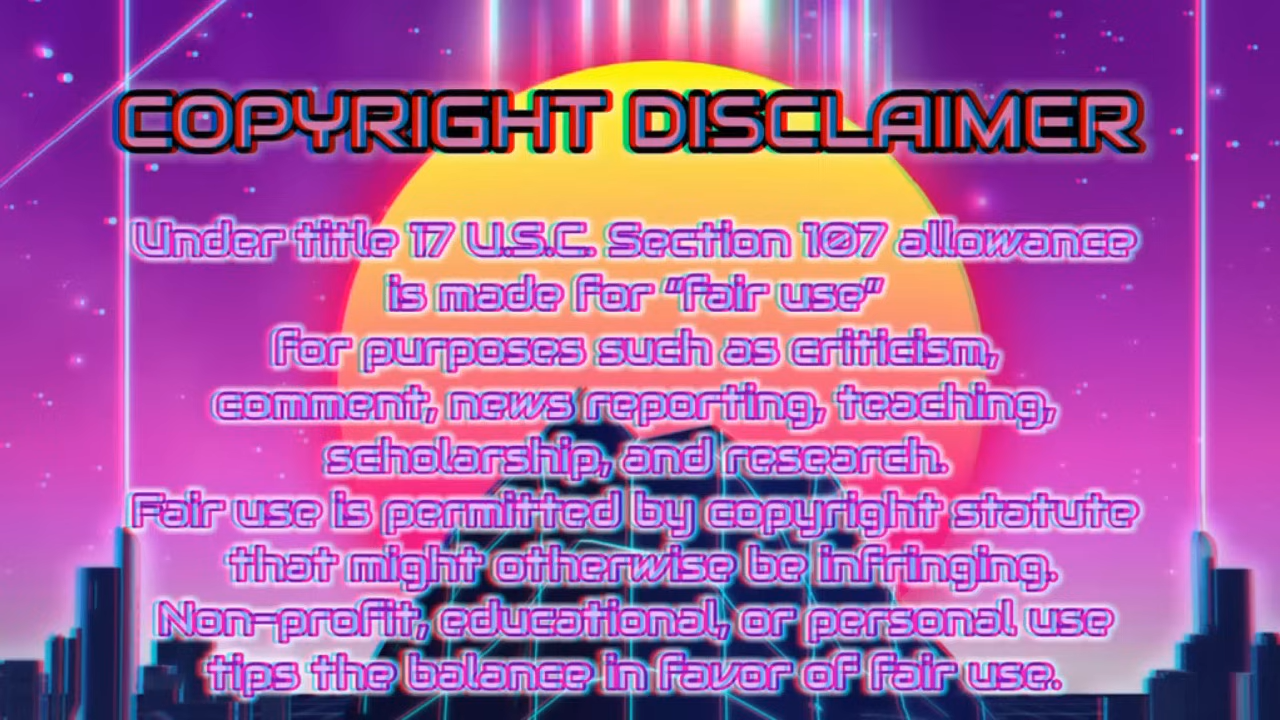 COPYRIGHT DISCLAIMER
Under title 17 U.S.C. Section 107 allowance
is made for "fair use"
for purposes such as criticism,
comment, news reporting, teaching,
scholarship, and research.
Fair use is permitted by copyright statute
that might otherwise be infringing.
Non-profit, educational, or personal use
tips the balance in favor of fair use.